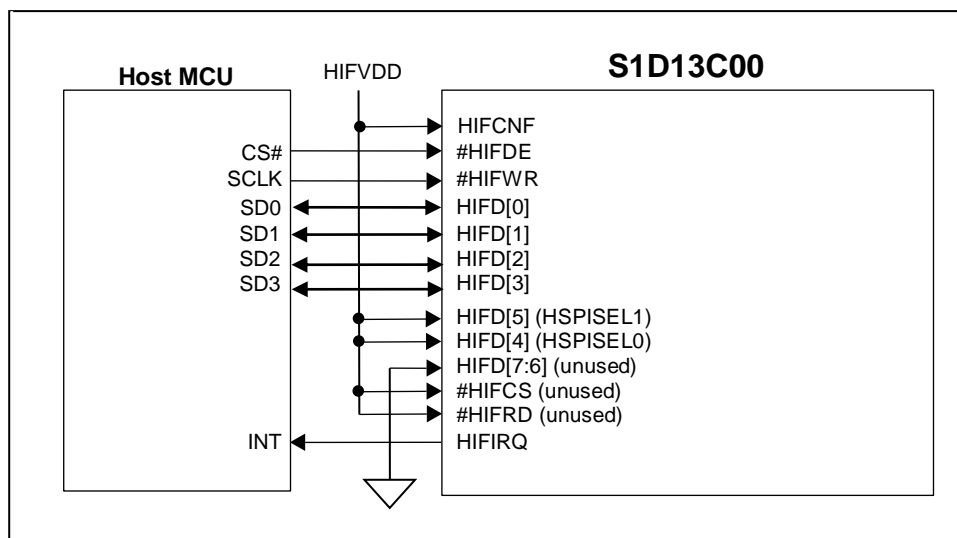 S1D13C00
HIFVDD
Host MCU
HIFCNF
CS#
#HIFDE
SCLK
#HIFWR
SD0
HIFD[0]
SD1
HIFD[1]
SD2
HIFD[2]
SD3
HIFD[3]
HIFD[5] (HSPISEL1)
HIFD[4] (HSPISEL0)
HIFD[7:6] (unused)
#HIFCS (unused)
#HIFRD (unused)
INT
HIFIRQ